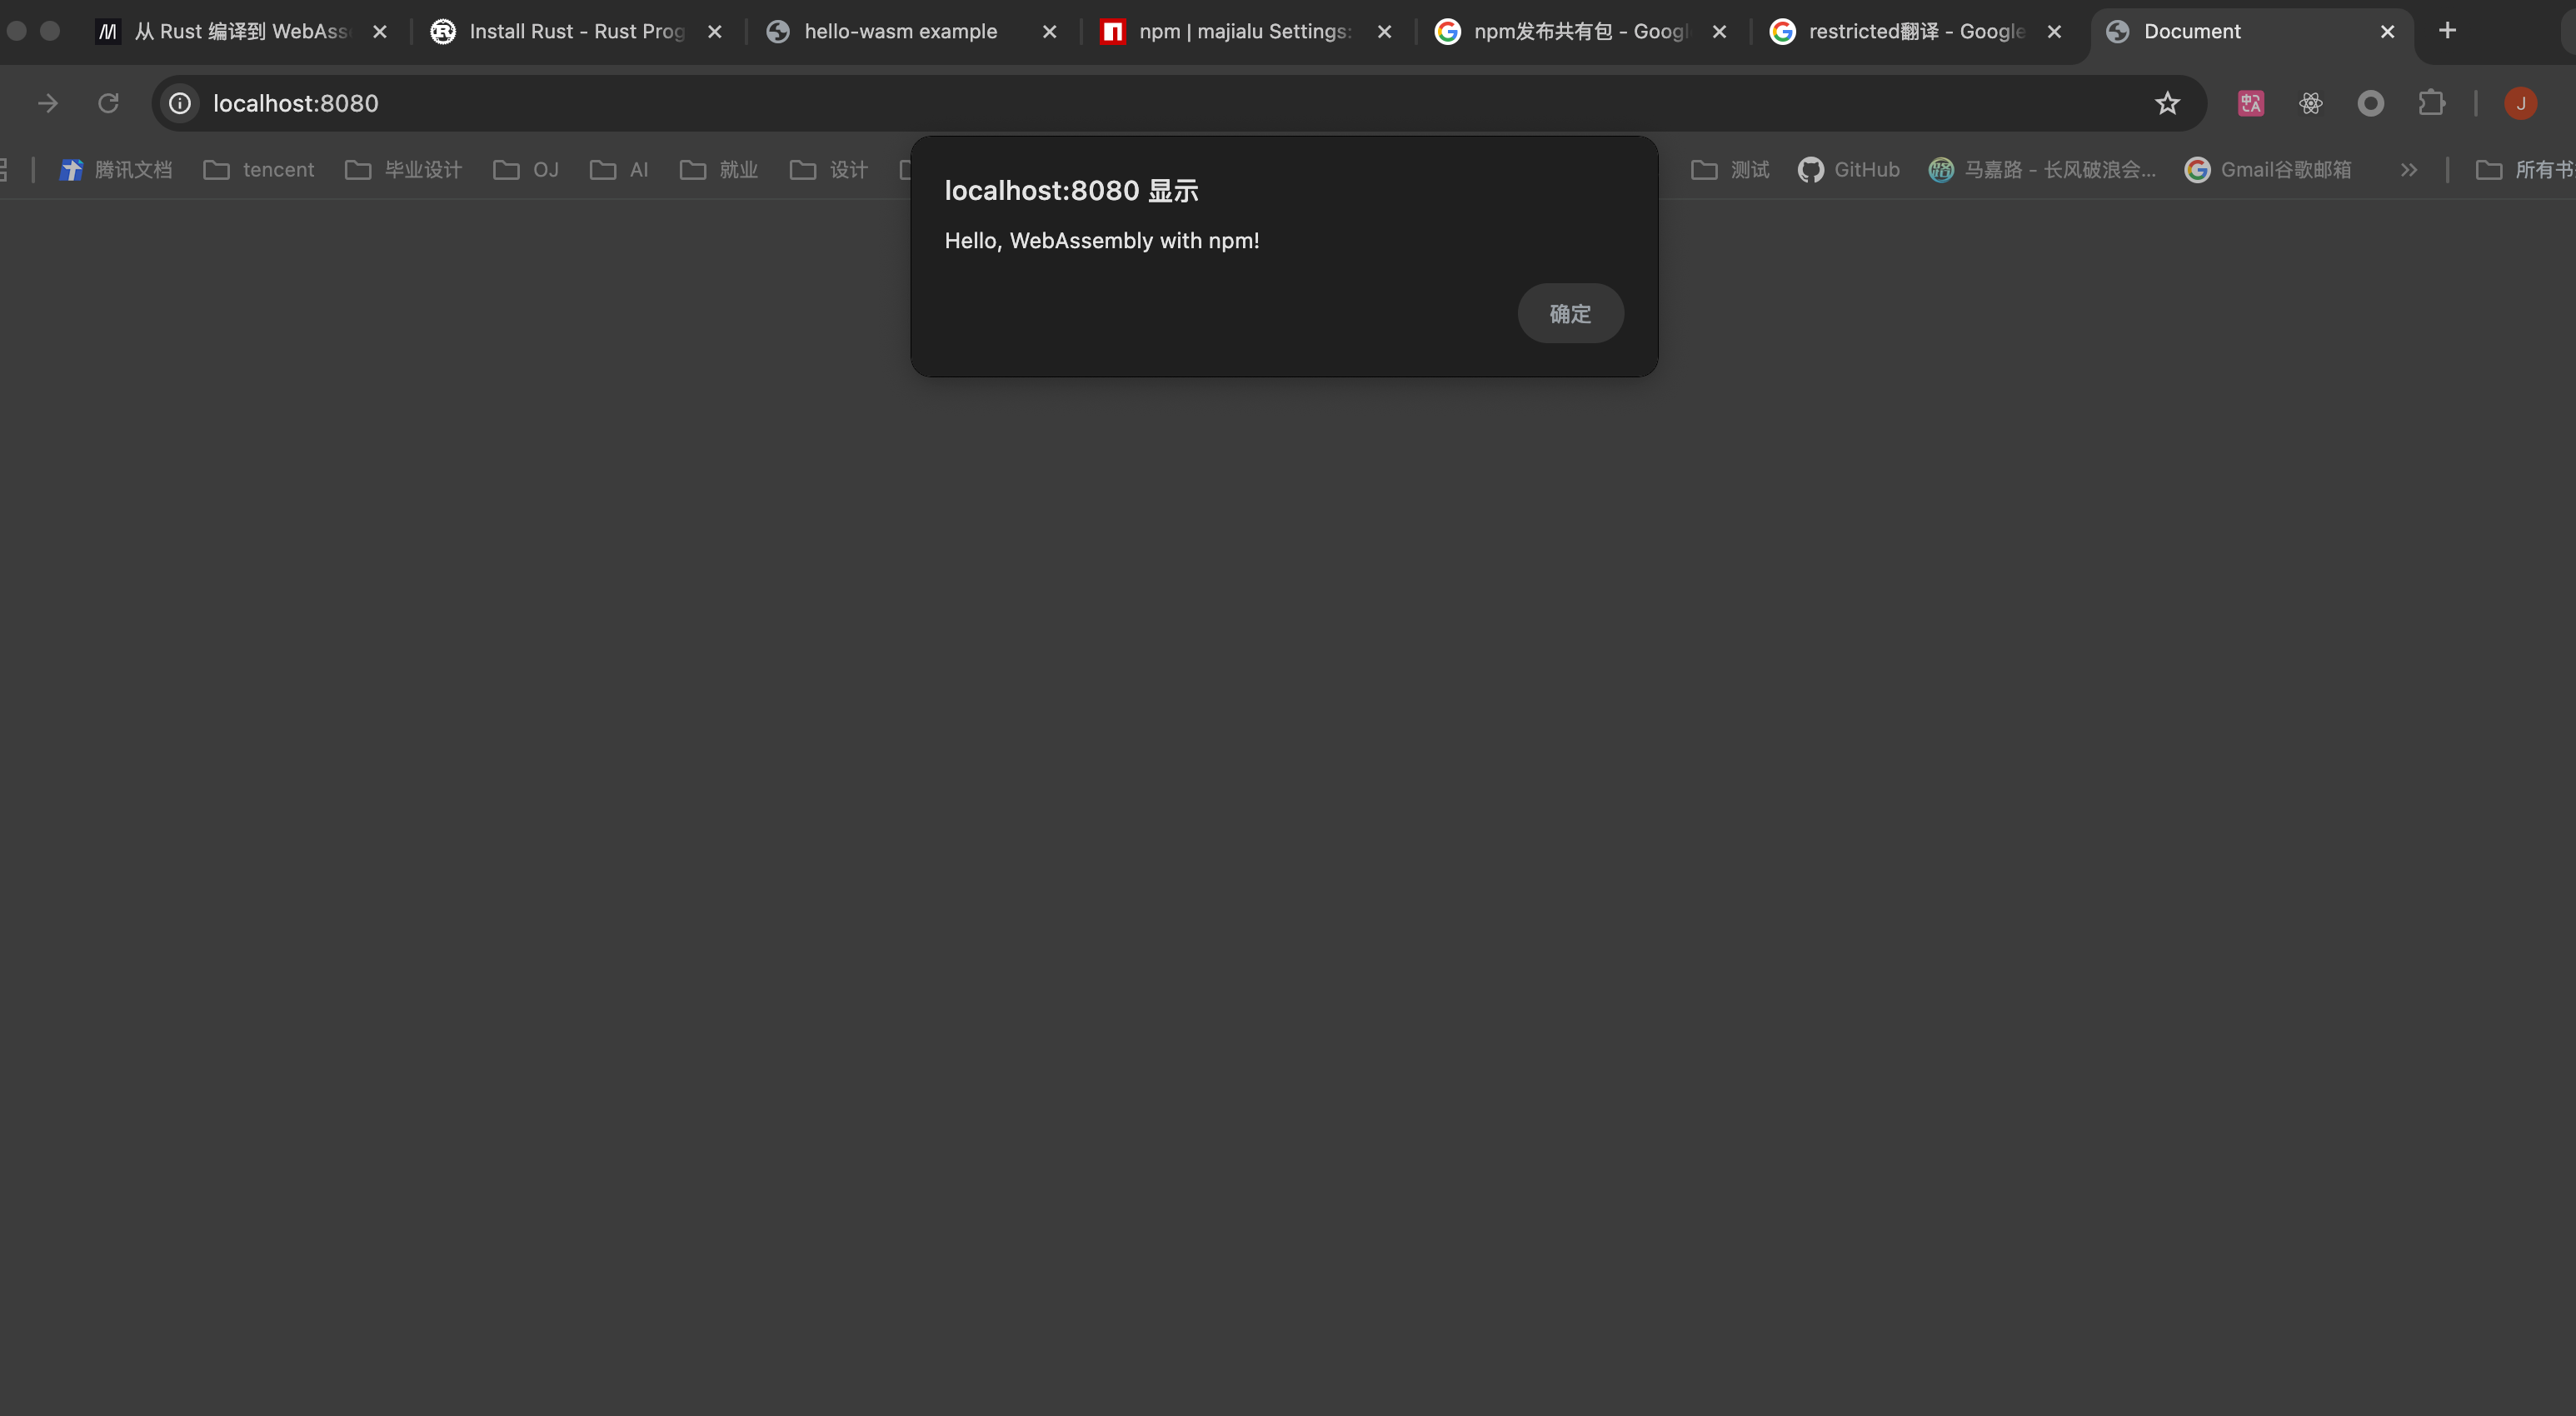 从 Rust 编译到 WebAss
Install Rust - Rust Prog
hello-wasm example
npm | majialu Settings:
npm发布共有包 - Googl
restricted翻译 - Google
Document
localhost:8080
J
腾讯文档
tencent
毕业设计
OJ
AI
就业
设计
测试
GitHub
马嘉路 - 长风破浪会...
Gmail谷歌邮箱
所有书
localhost:8080 显示
Hello, WebAssembly with npm!
确定